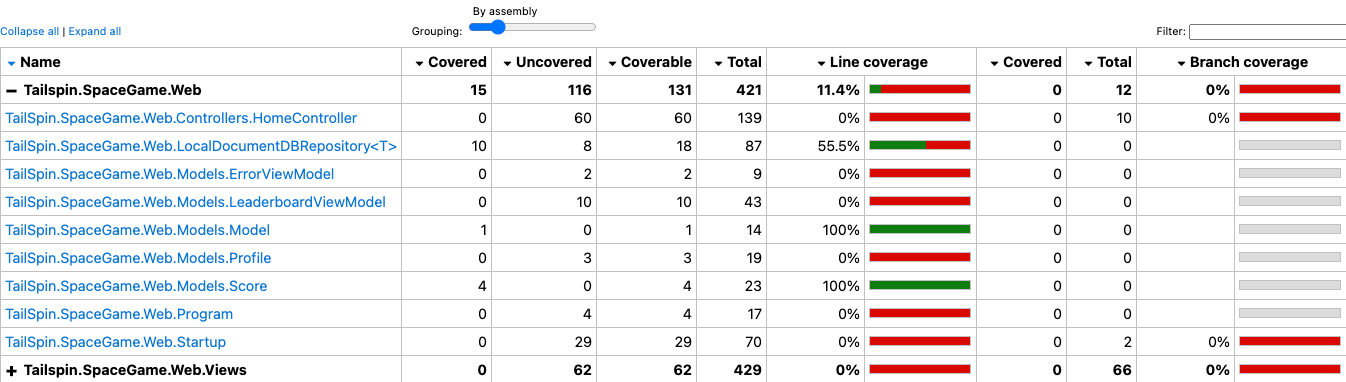 By assembly
Collapse all | Expand all Grouping: Filter:
Name Covered Uncovered Coverable Total Line coverage Covered Total Branch coverage
Tailspin.SpaceGame.Web 15 116 131 421 11.4% 0 12 0%
TailSpin.SpaceGame.Web.Controllers.HomeController 0 60 60 139 0% 0 10 0%
TailSpin.SpaceGame.Web.LocalDocumentDBRepository<T> 10 8 18 87 55.5% 0 0
TailSpin.SpaceGame.Web.Models.ErrorViewModel 0 2 2 9 0% 0 0
TailSpin.SpaceGame.Web.Models.LeaderboardViewModel 0 10 10 43 0% 0 0
TailSpin.SpaceGame.Web.Models.Model 1 0 1 14 100% 0 0
TailSpin.SpaceGame.Web.Models.Profile 0 3 3 19 0% 0 0
TailSpin.SpaceGame.Web.Models.Score 4 0 4 23 100% 0 0
TailSpin.SpaceGame.Web.Program 0 4 4 17 0% 0 0
TailSpin.SpaceGame.Web.Startup 0 29 29 70 0% 0 2 0%
Tailspin.SpaceGame.Web.Views 0 62 62 429 0% 0 66 0%